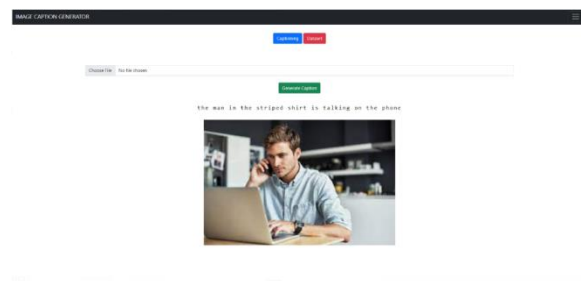 IMAGE CAPTION GENERATOR
Captioning
Choose File No file chosen
Generate Caption
the man in the striped shirt is talking on the phone